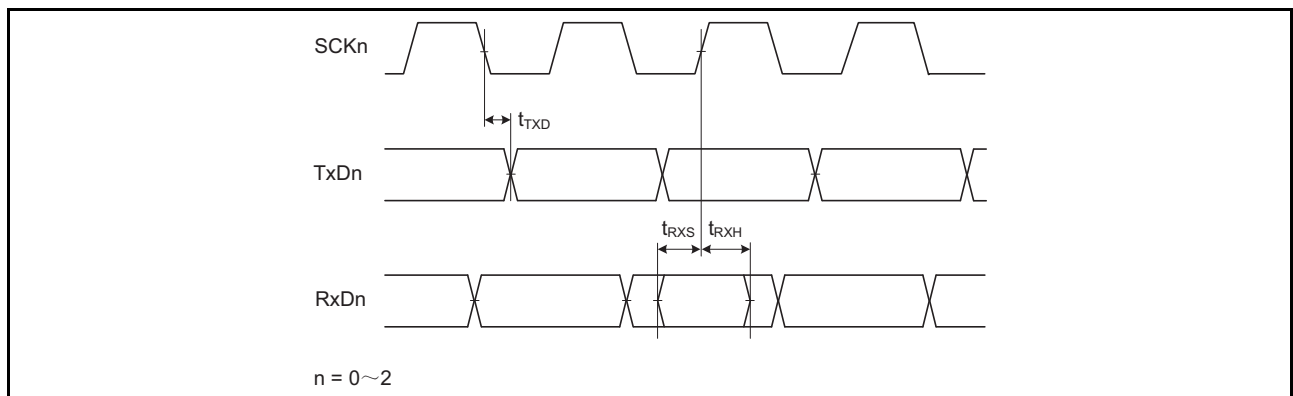 SCKn
tTXD
TxDn
tRXS tRXH
RxDn
n = 0～2